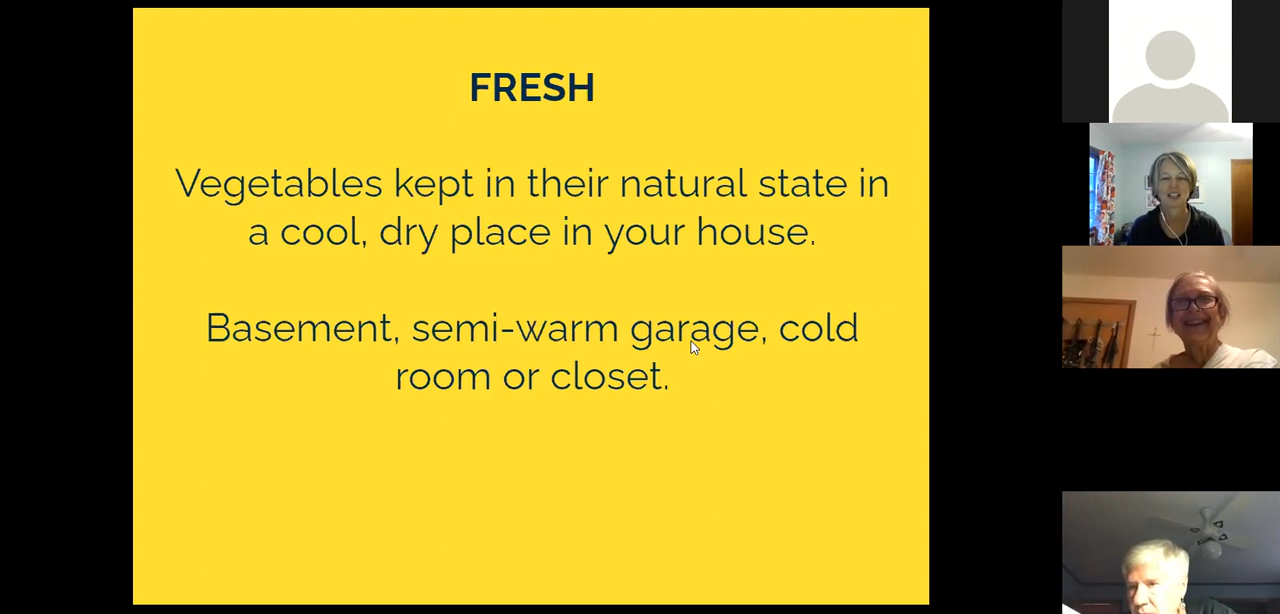 FRESH
Vegetables kept in their natural state in
a cool, dry place in your house.
Basement, semi-warm garage, cold
room or closet.